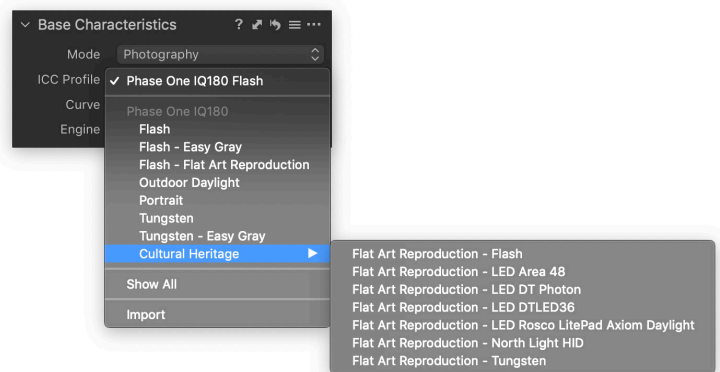 Base Characteristics ?
Mode Photography
ICC Profile ✓ Phase One IQ180 Flash
Curve Phase One IQ180
Flash
Engine
Flash - Easy Gray
Flash - Flat Art Reproduction
Outdoor Daylight
Portrait
Tungsten
Tungsten - Easy Gray
Cultural Heritage
Show All
Import
Flat Art Reproduction - Flash
Flat Art Reproduction - LED Area 48
Flat Art Reproduction - LED DT Photon
Flat Art Reproduction - LED DTLED36
Flat Art Reproduction - LED Rosco LitePad Axiom Daylight
Flat Art Reproduction - North Light HID
Flat Art Reproduction - Tungsten